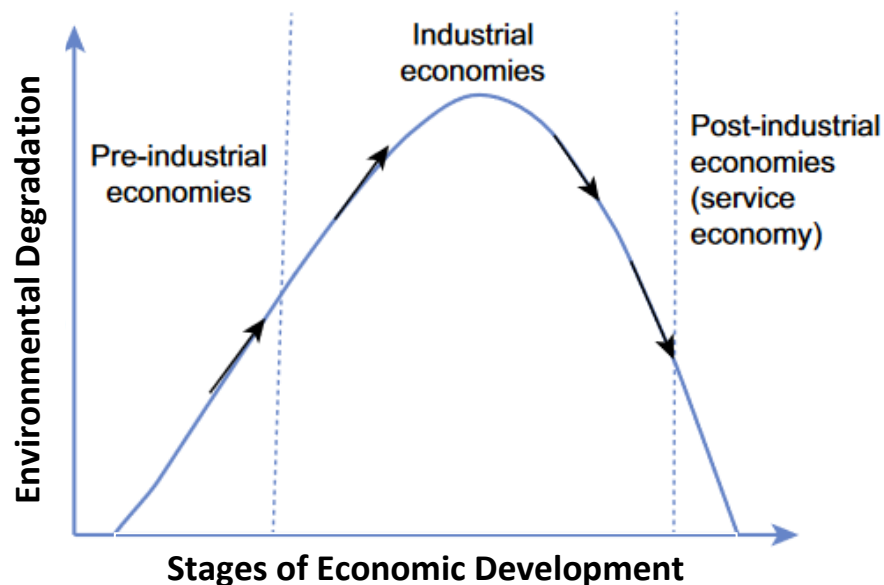 Environmental Degradation
Pre-industrial
economies
Industrial
economies
Post-industrial
economies
(service
economy)
Stages of Economic Development